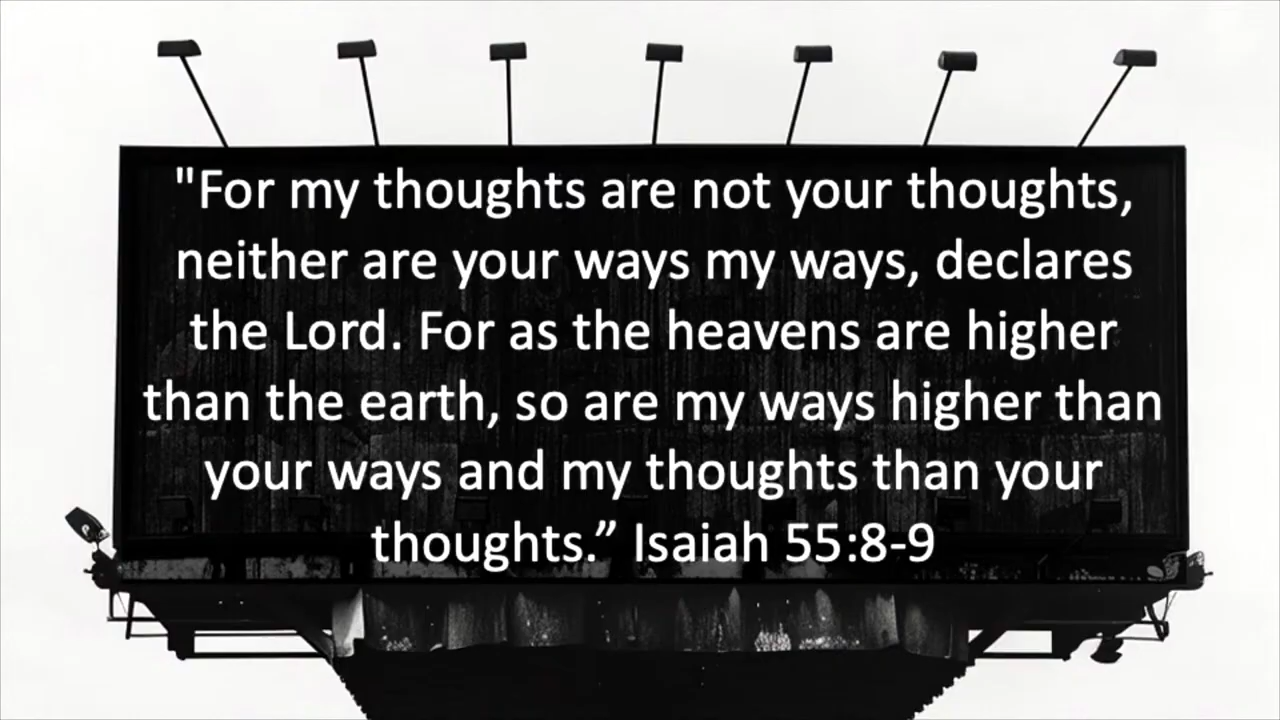 "For my thoughts are not your thoughts,
neither are your ways my ways, declares
the Lord. For as the heavens are higher
than the earth, so are my ways higher than
your ways and my thoughts than your
thoughts.” Isaiah 55:8-9